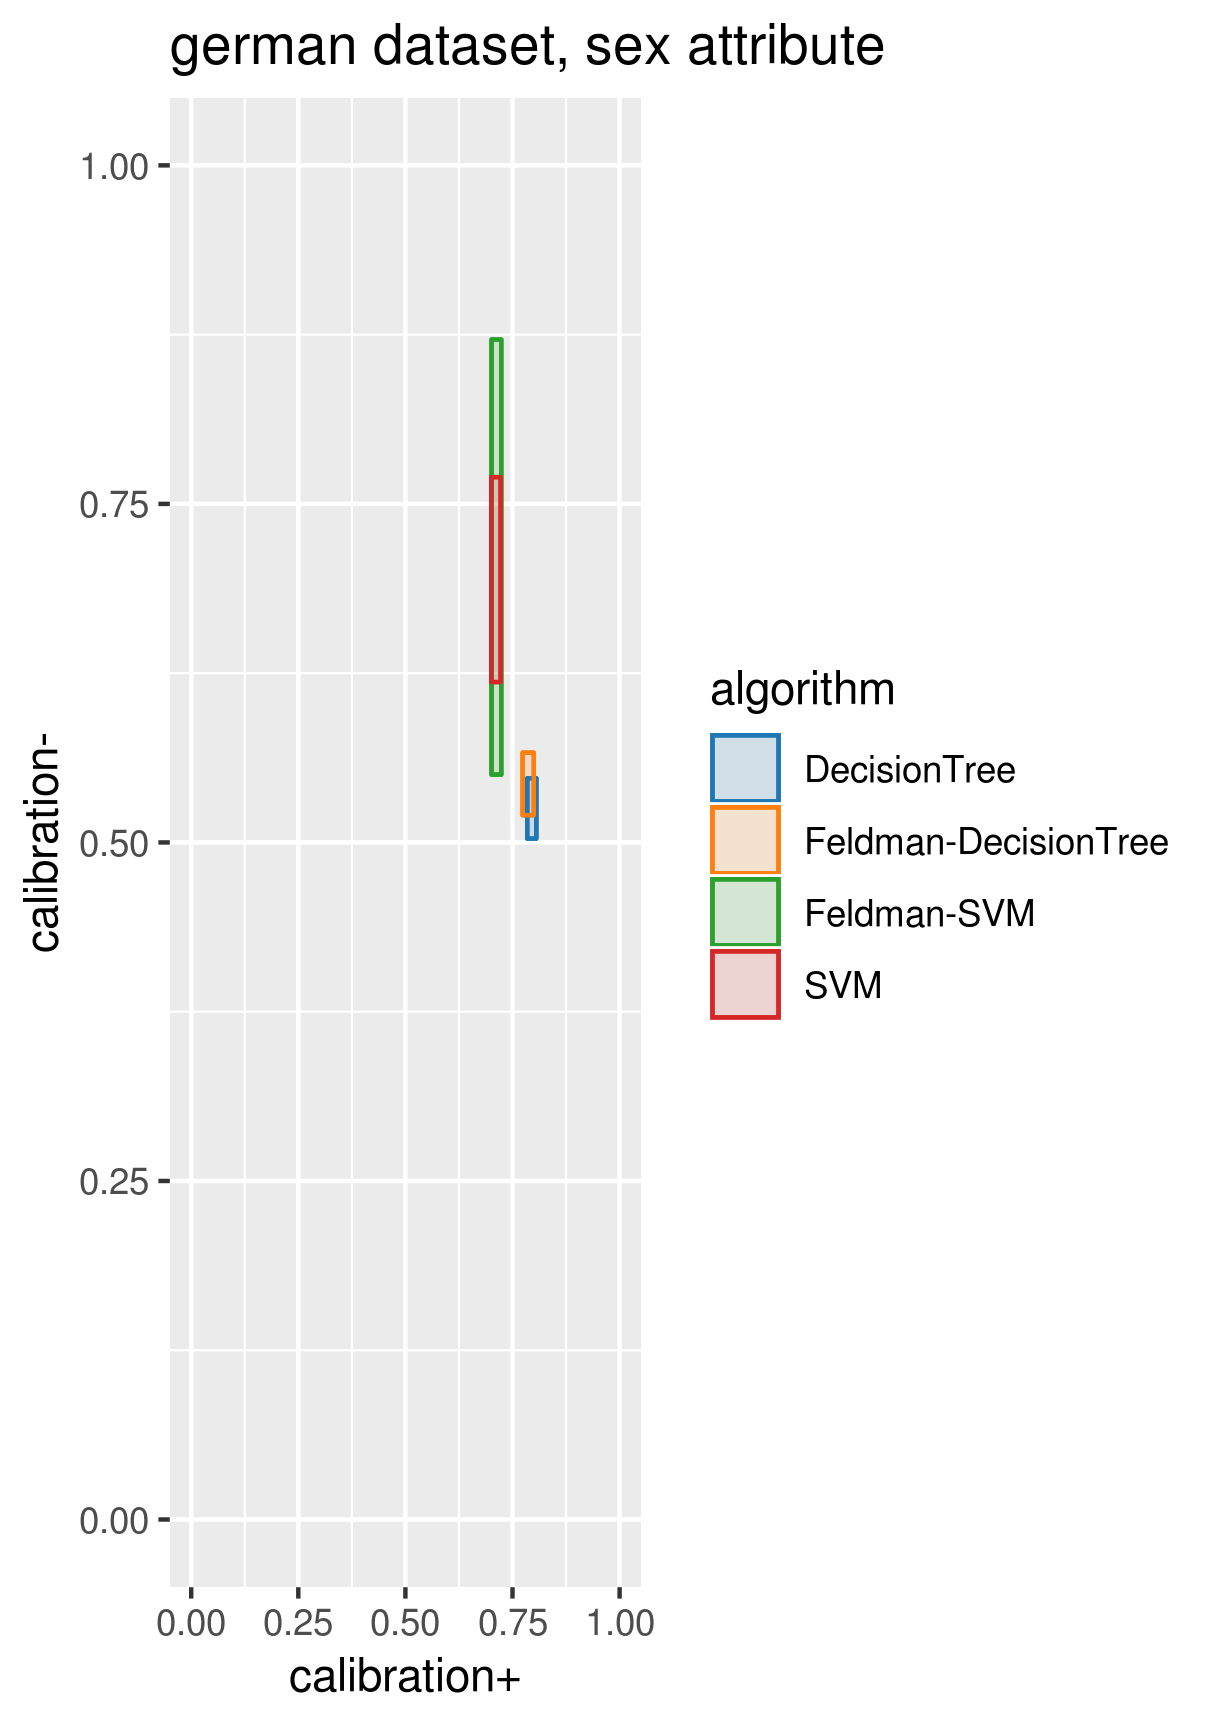 german dataset, sex attribute
1.00
0.75
0.50
0.25
0.00
calibration-
0.00 0.25 0.50 0.75 1.00
calibration+
algorithm
DecisionTree
Feldman-DecisionTree
Feldman-SVM
SVM